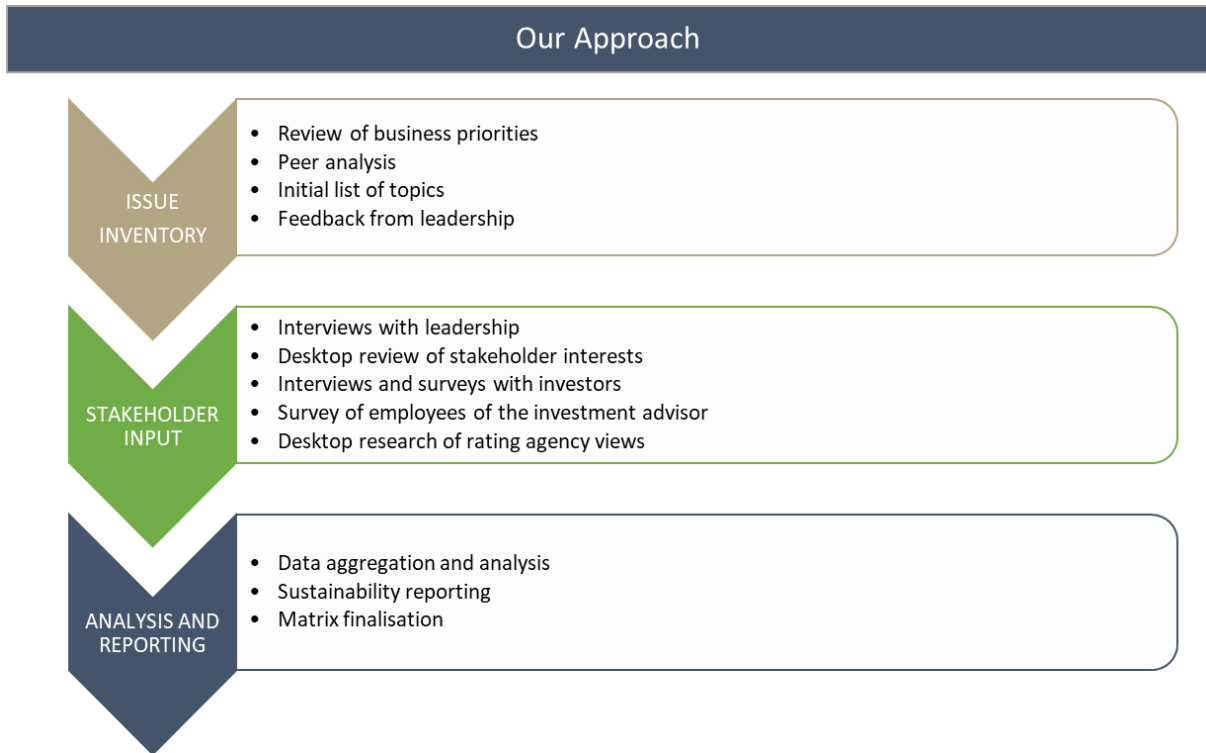 Our Approach
ISSUE
INVENTORY
• Review of business priorities
• Peer analysis
• Initial list of topics
• Feedback from leadership
STAKEHOLDER
INPUT
• Interviews with leadership
• Desktop review of stakeholder interests
• Interviews and surveys with investors
• Survey of employees of the investment advisor
• Desktop research of rating agency views
ANALYSIS AND
REPORTING
• Data aggregation and analysis
• Sustainability reporting
• Matrix finalisation